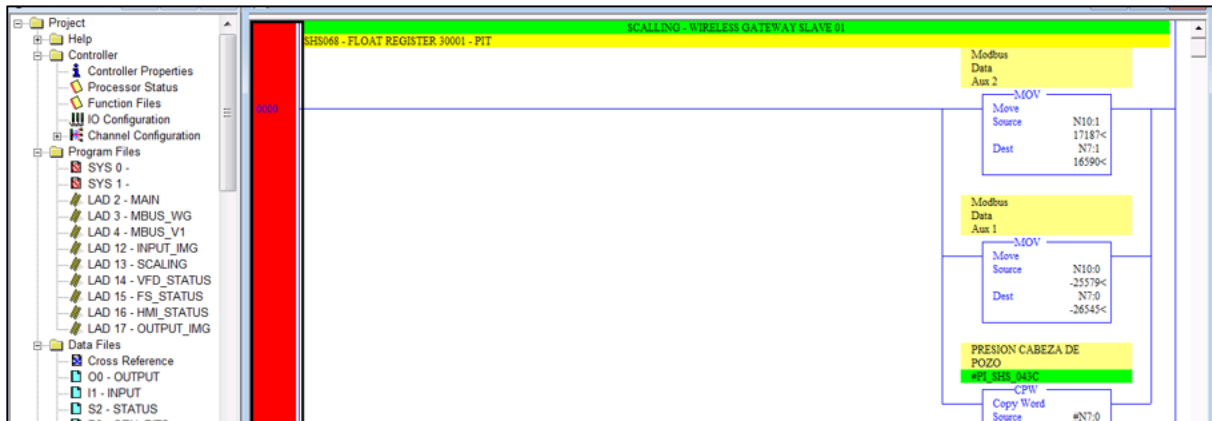 Project
Help
Controller
Controller Properties
Processor Status
Function Files
IO Configuration
Channel Configuration
Program Files
SYS 0 -
SYS 1 -
LAD 2 - MAIN
LAD 3 - MBUS_WG
LAD 4 - MBUS_V1
LAD 12 - INPUT_IMG
LAD 13 - SCALING
LAD 14 - VFD_STATUS
LAD 15 - FS_STATUS
LAD 16 - HMI_STATUS
LAD 17 - OUTPUT_IMG
Data Files
Cross Reference
O0 - OUTPUT
I1 - INPUT
S2 - STATUS
SCALLING - WIRELESS GATEWAY SLAVE 01
SHS068 - FLOAT REGISTER 30001 - PIT
0000
Modbus
Data
Aux 2
MOV
Move
Source N10:1
17187<
Dest N7:1
16590<
Modbus
Data
Aux 1
MOV
Move
Source N10:0
-25579<
Dest N7:0
-26545<
PRESION CABEZA DE
POZO
#PI_SHS_043C
CPW
Copy Word
Source #N7:0